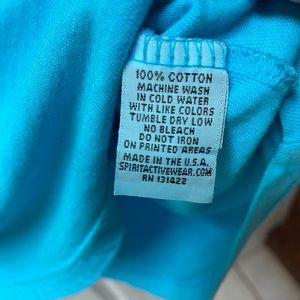 100% COTTON
MACHINE WASH
IN COLD WATER
WITH LIKE COLORS
TUMBLE DRY LOW
NO BLEACH
DO NOT IRON
ON PRINTED AREAS
MADE IN THE U.S.A.
SPIRITACTIVEWEAR.COM
RN 131422